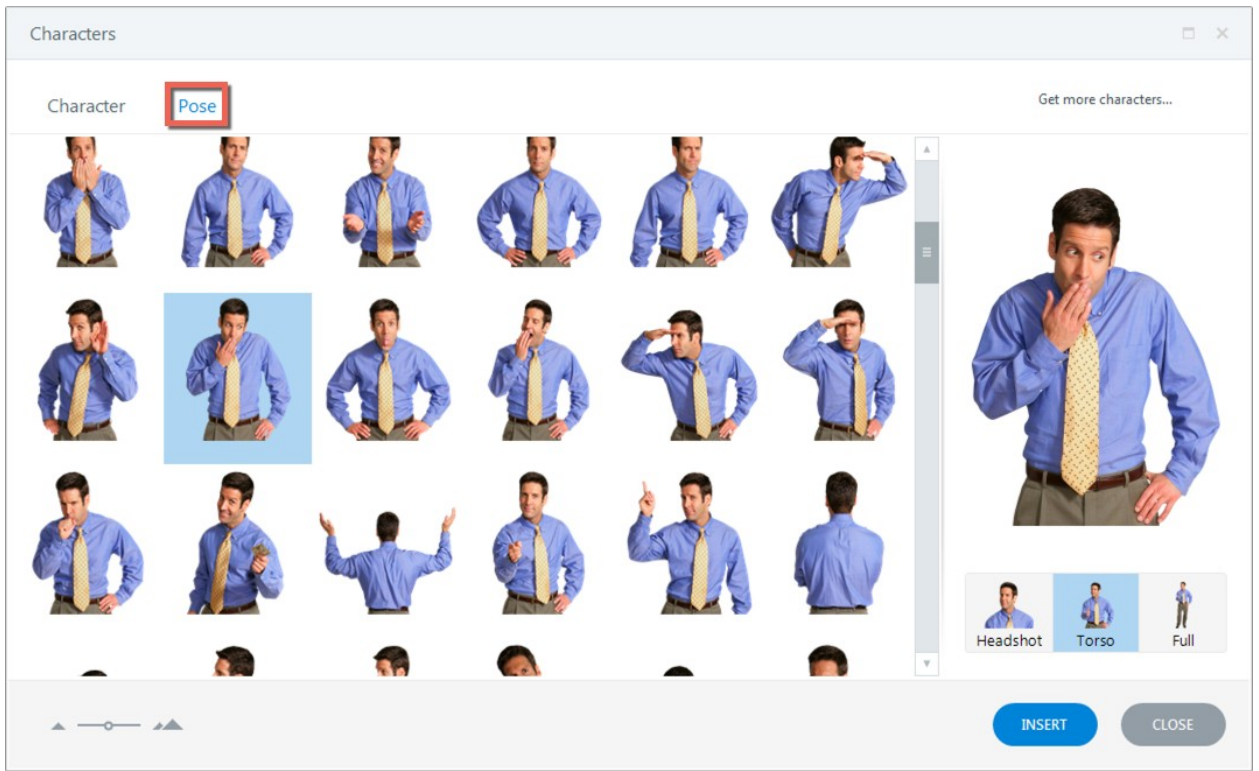 Characters
Character
Pose
Get more characters...
Headshot
Torso
Full
INSERT
CLOSE